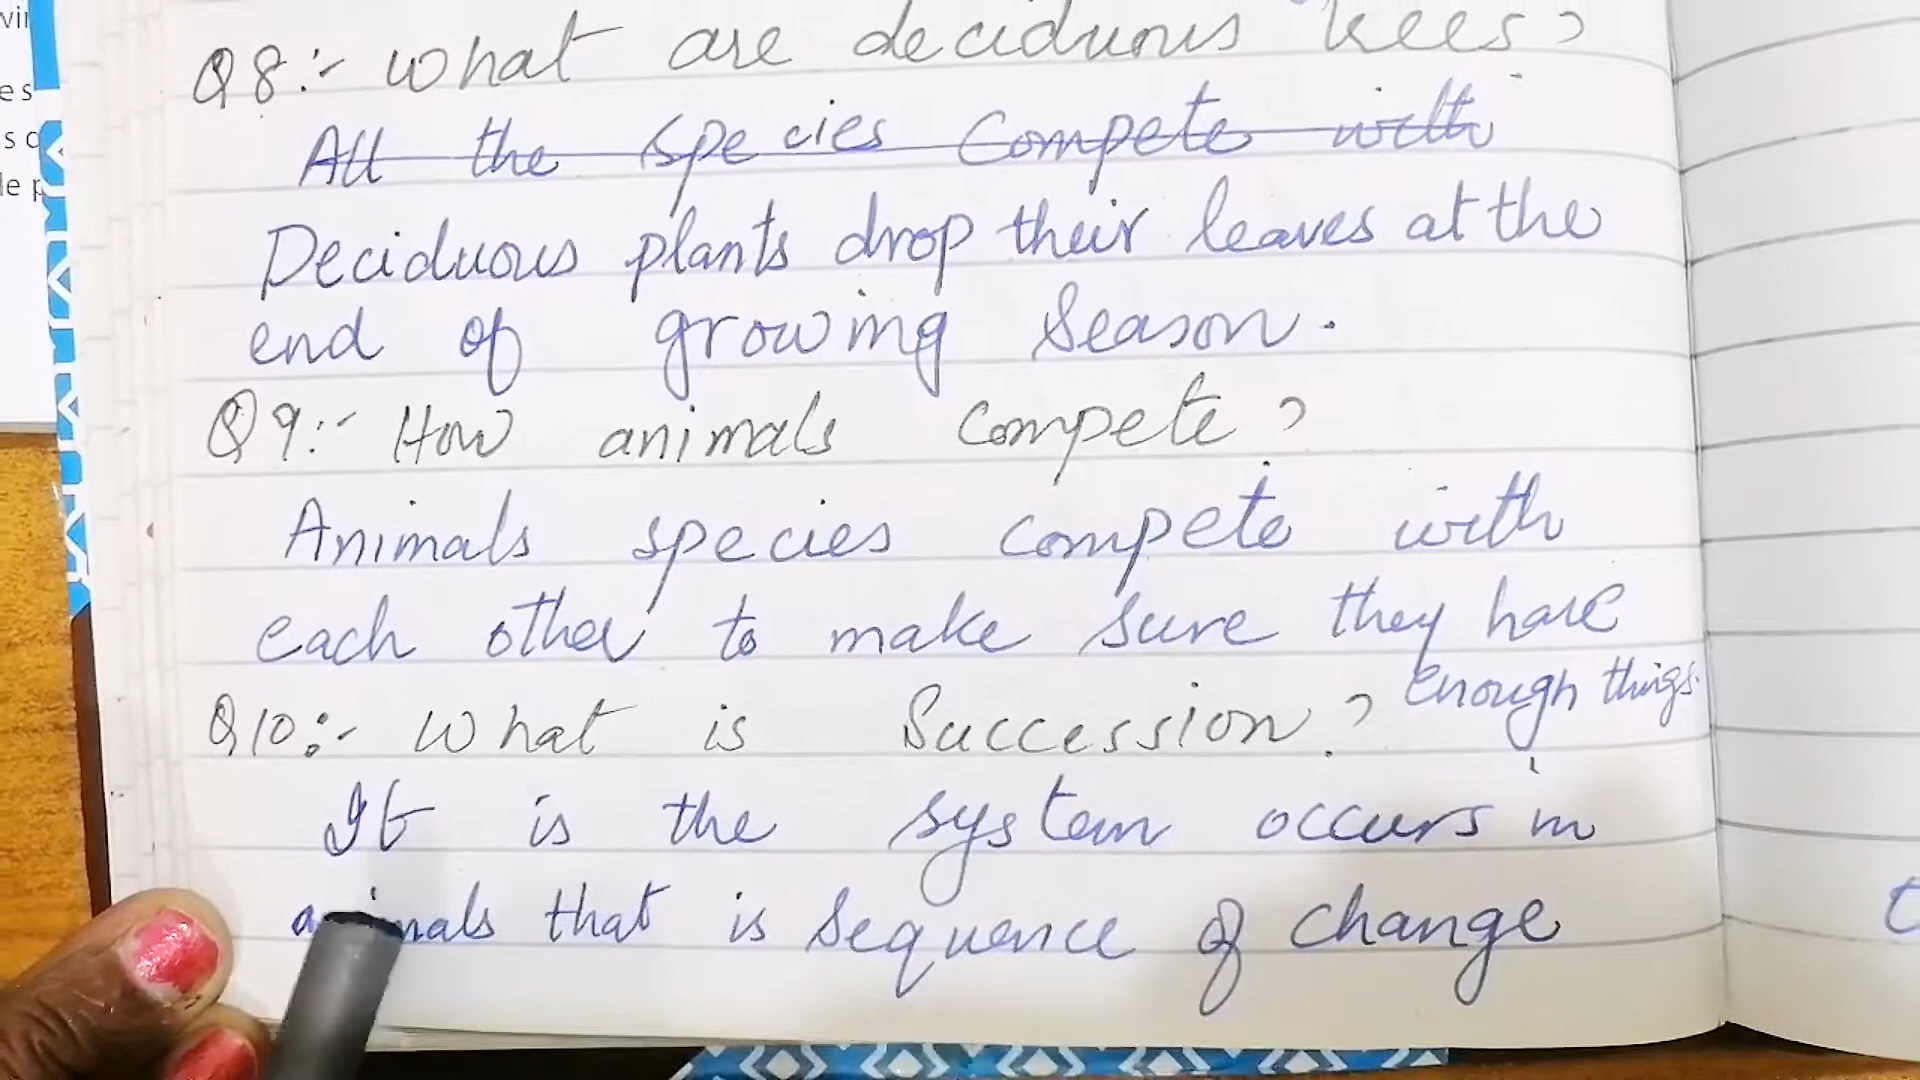 Q8:- What are deciduous trees?
All the species Compete with
Deciduous plants drop their leaves at the
end of growing season.
Q9:- How animals compete?
Animals species compete with
each other to make sure they have
enough things.
Q10:- What is Succession?
It is the system occurs in
animals that is sequence of change